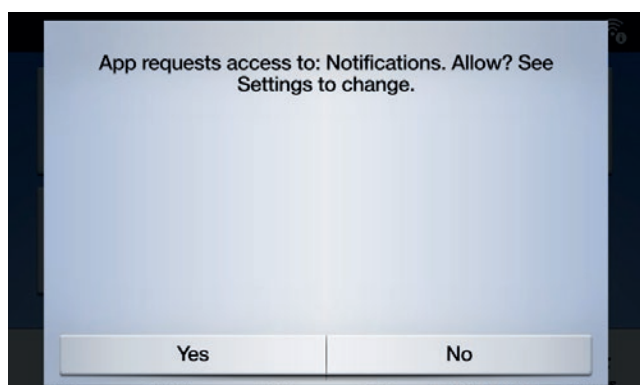 App requests access to: Notifications. Allow? See
Settings to change.
Yes
No